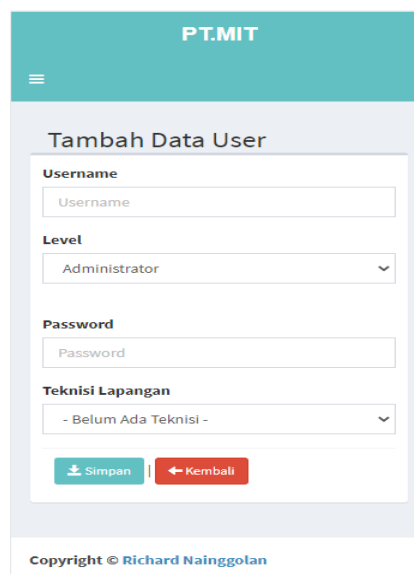 PT.MIT
Tambah Data User
Username
Username
Level
Administrator
Password
Password
Teknisi Lapangan
- Belum Ada Teknisi -
Simpan | Kembali
Copyright © Richard Nainggolan